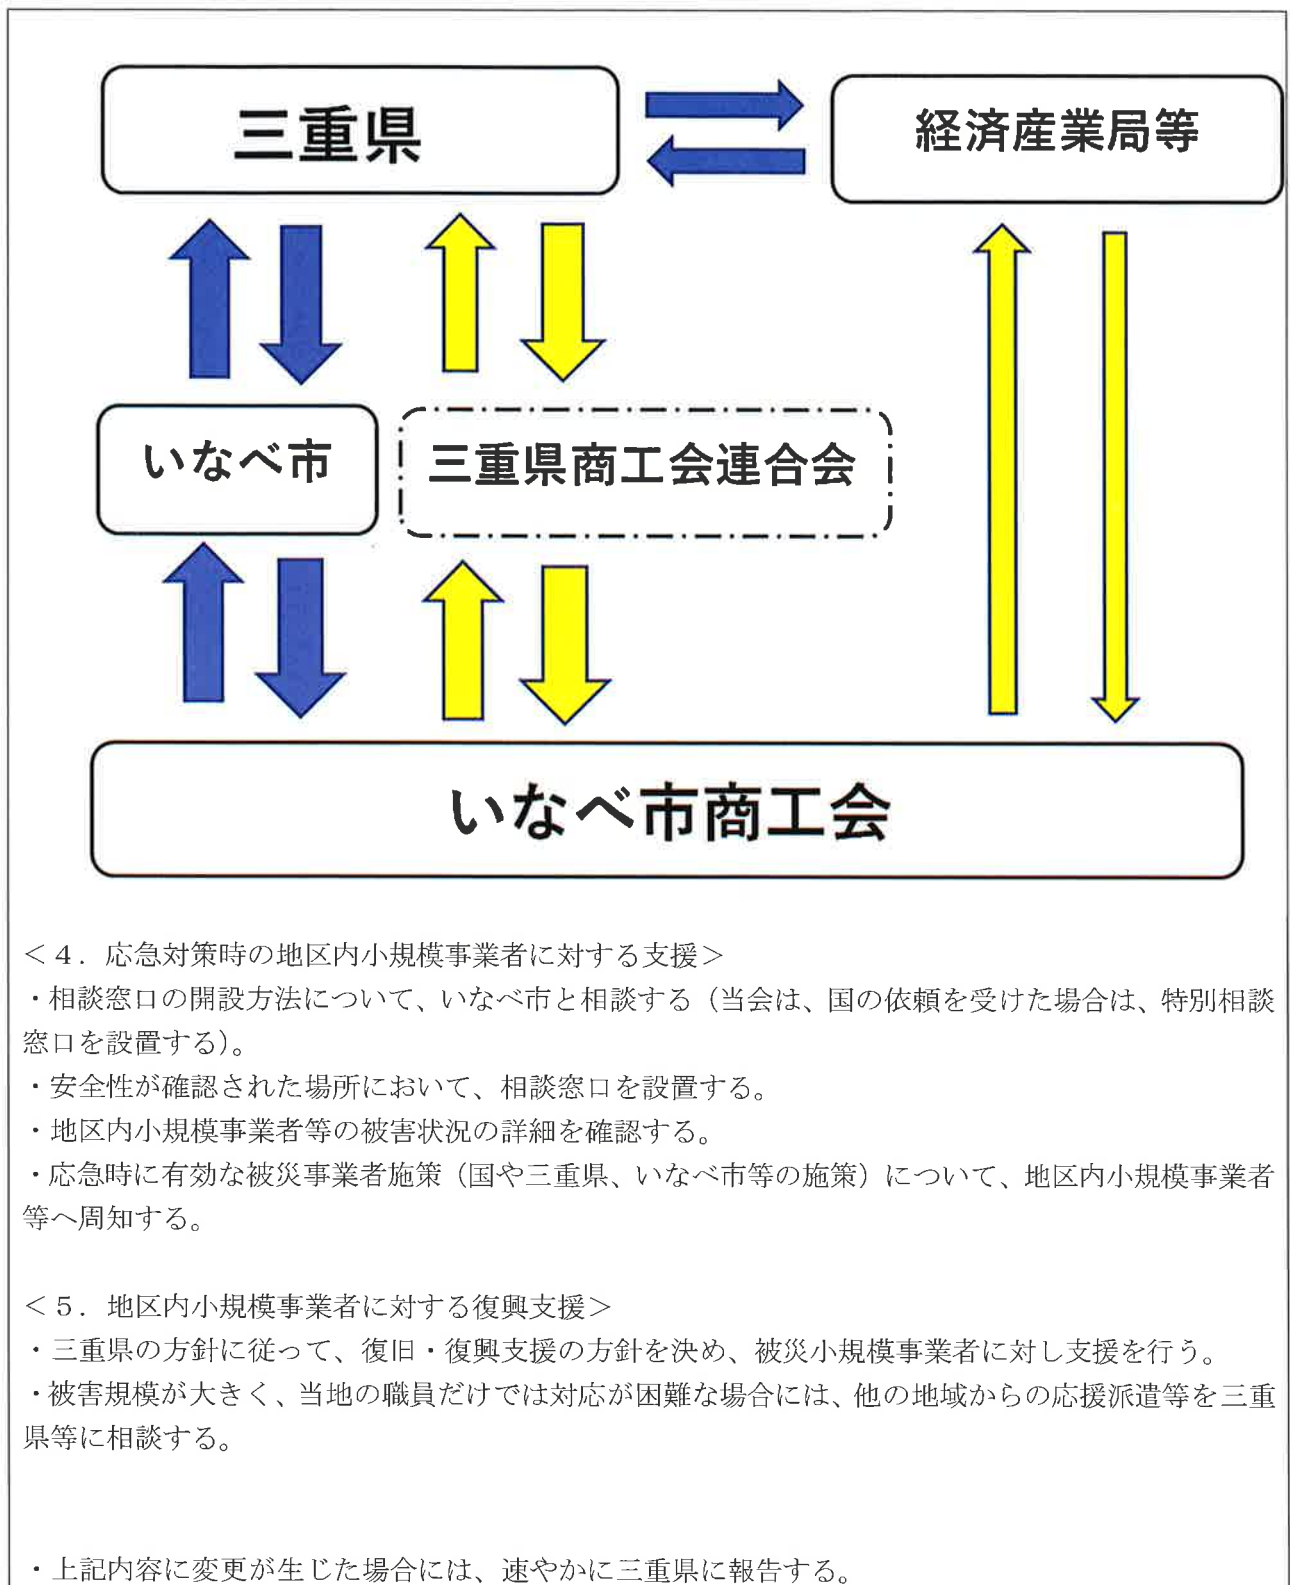 三重県
経済産業局等
いなべ市
三重県商工会連合会
いなべ市商工会
＜４．応急対策時の地区内小規模事業者に対する支援＞
・相談窓口の開設方法について、いなべ市と相談する（当会は、国の依頼を受けた場合は、特別相談
窓口を設置する）。
・安全性が確認された場所において、相談窓口を設置する。
・地区内小規模事業者等の被害状況の詳細を確認する。
・応急時に有効な被災事業者施策（国や三重県、いなべ市等の施策）について、地区内小規模事業者
等へ周知する。
＜５．地区内小規模事業者に対する復興支援＞
・三重県の方針に従って、復旧・復興支援の方針を決め、被災小規模事業者に対し支援を行う。
・被害規模が大きく、当地の職員だけでは対応が困難な場合には、他の地域からの応援派遣等を三重
県等に相談する。
・上記内容に変更が生じた場合には、速やかに三重県に報告する。